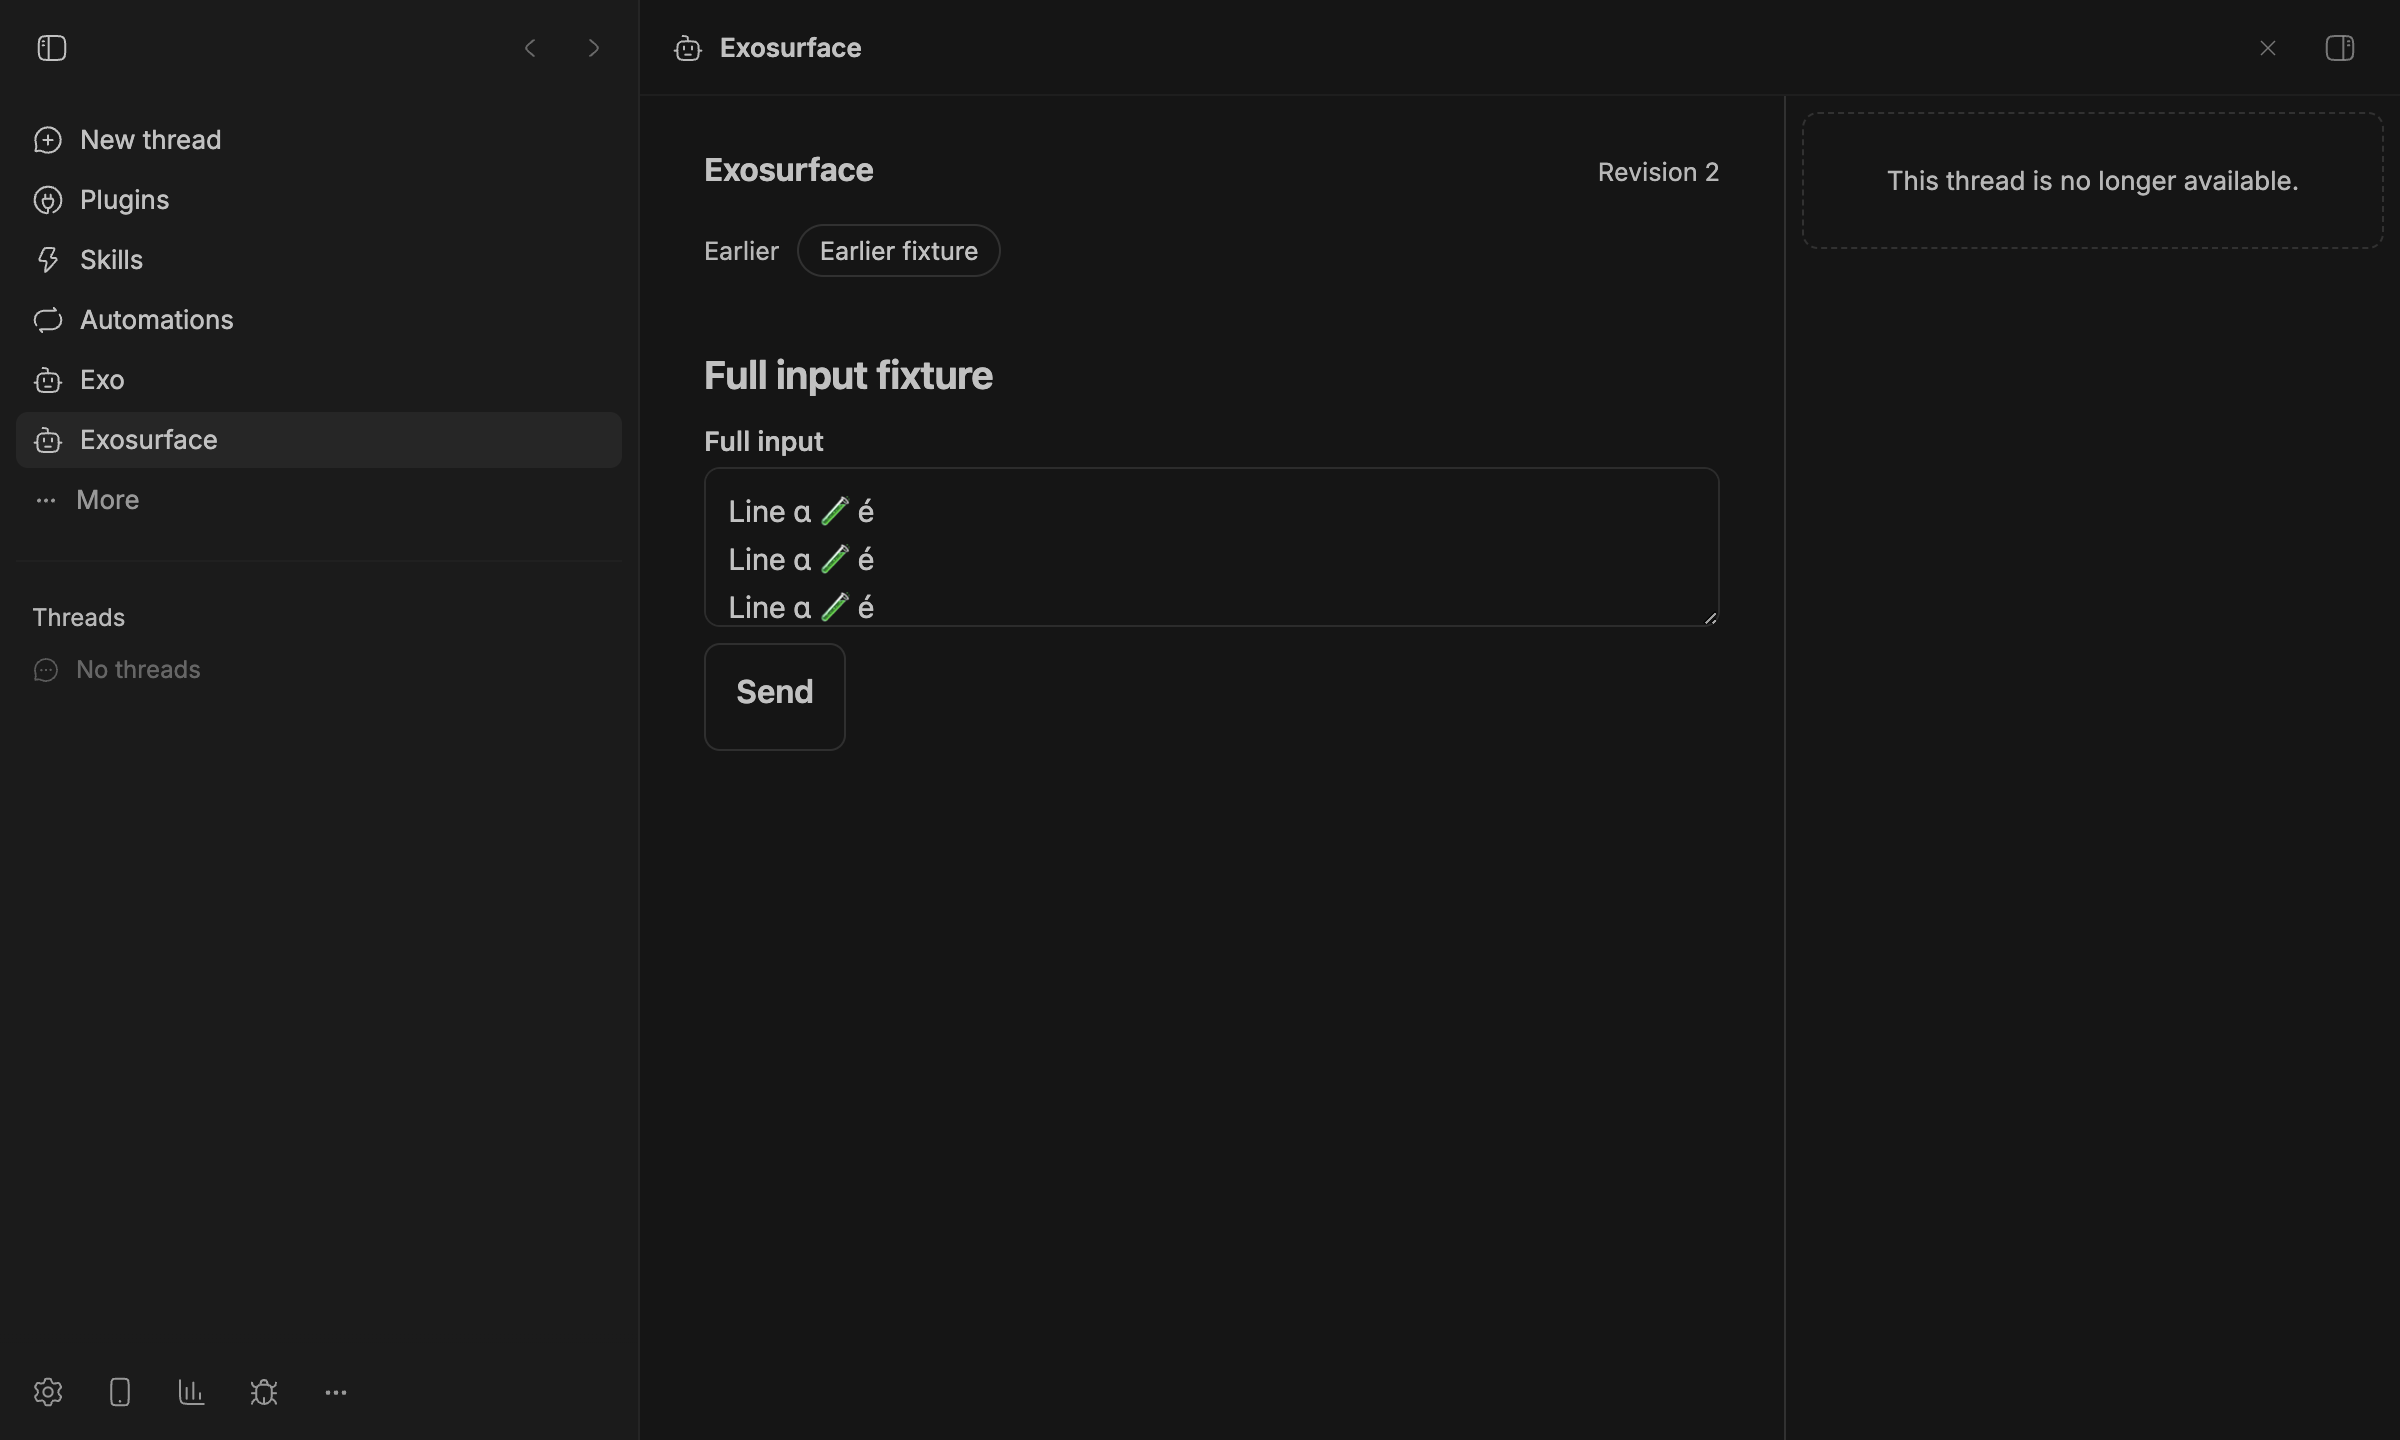 Exosurface
New thread
Plugins
Skills
Automations
Exo
Exosurface
More
Threads
No threads
Exosurface
Revision 2
Earlier
Earlier fixture
Full input fixture
Full input
Line α 🧪 é
Line α 🧪 é
Line α 🧪 é
Send
This thread is no longer available.